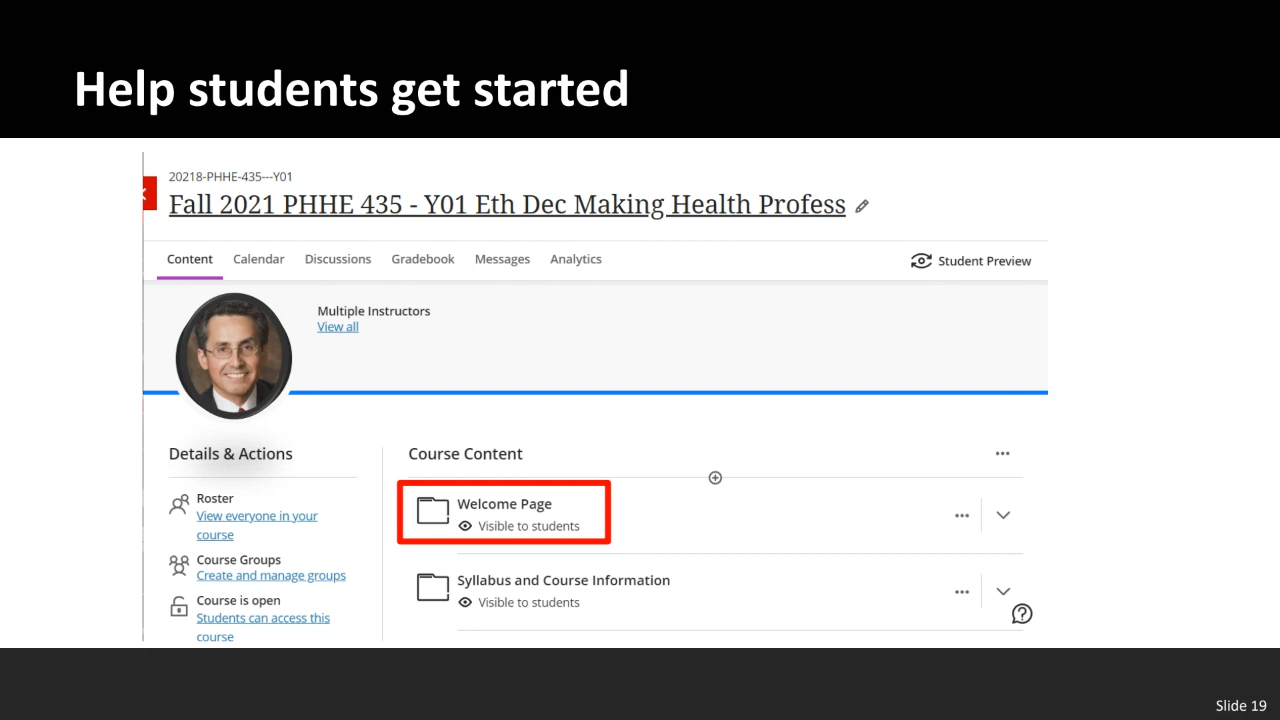 Help students get started
20218-PHHE-435---Y01
Fall 2021 PHHE 435 - Y01 Eth Dec Making Health Profess
Content Calendar Discussions Gradebook Messages Analytics Student Preview
Multiple Instructors
View all
Details & Actions
Roster
View everyone in your
course
Course Groups
Create and manage groups
Course is open
Students can access this
course
Course Content
Welcome Page
Visible to students
Syllabus and Course Information
Visible to students
Slide 19